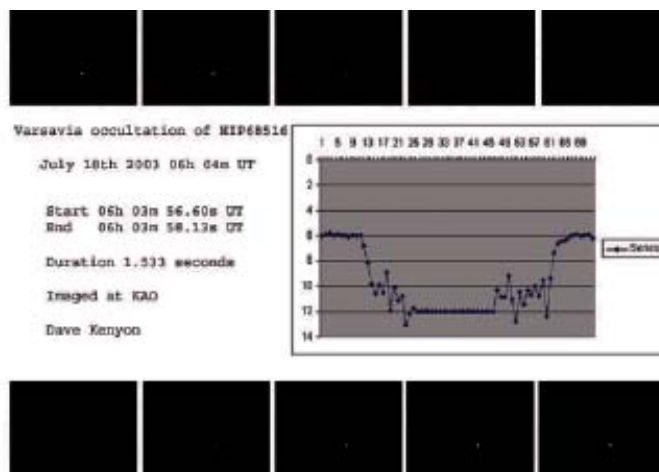 Varsavia occultation of HIP68516
July 18th 2003 06h 04m UT
Start 06h 03m 56.60s UT
End 06h 03m 58.13s UT
Duration 1.533 seconds
Imaged at KAO
Dave Kenyon
1 5 9 13 17 21 25 29 33 37 41 45 49 53 57 61 65 69
0
2
4
6
8
10
12
14
Series